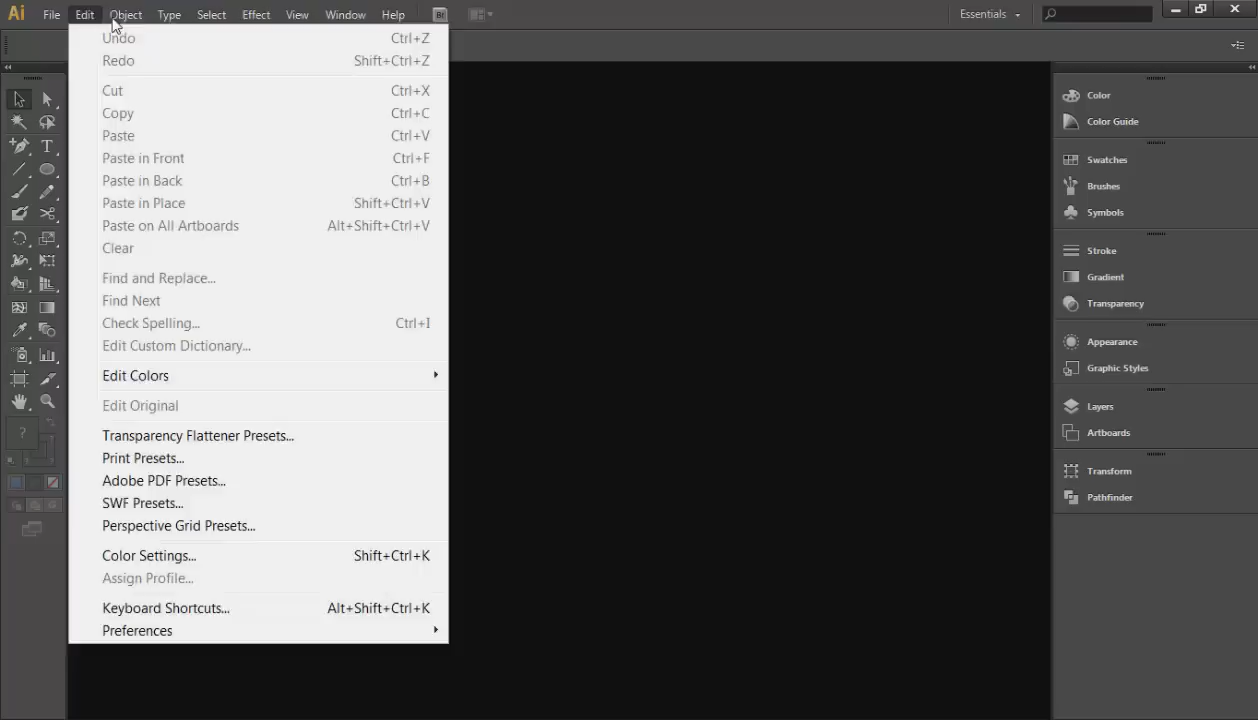 Ai File Edit Object Type Select Effect View Window Help Br Essentials
Undo Ctrl+Z
Redo Shift+Ctrl+Z
Cut Ctrl+X
Copy Ctrl+C
Paste Ctrl+V
Paste in Front Ctrl+F
Paste in Back Ctrl+B
Paste in Place Shift+Ctrl+V
Paste on All Artboards Alt+Shift+Ctrl+V
Clear
Find and Replace...
Find Next
Check Spelling... Ctrl+I
Edit Custom Dictionary...
Edit Colors
Edit Original
Transparency Flattener Presets...
Print Presets...
Adobe PDF Presets...
SWF Presets...
Perspective Grid Presets...
Color Settings... Shift+Ctrl+K
Assign Profile...
Keyboard Shortcuts... Alt+Shift+Ctrl+K
Preferences
T
?
Color
Color Guide
Swatches
Brushes
Symbols
Stroke
Gradient
Transparency
Appearance
Graphic Styles
Layers
Artboards
Transform
Pathfinder